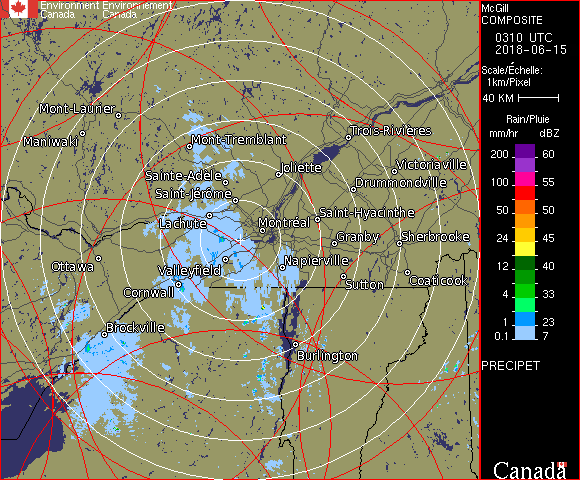 Environment Environnement
Canada Canada
McGill
COMPOSITE
0310 UTC
2018-06-15
Scale/Échelle:
1km/Pixel
40 KM
Rain/Pluie
mm/hr dBZ
200 60
100 55
50 50
24 45
12 40
4 33
1 23
0.1 7
PRECIPET
Canada
Mont-Laurier
Maniwaki
Mont-Tremblant
Trois-Rivières
Sainte-Adèle
Joliette
Victoriaville
Saint-Jérôme
Drummondville
Lachute
Montréal
Saint-Hyacinthe
Granby
Sherbrooke
Ottawa
Valleyfield
Napierville
Cornwall
Sutton
Coaticook
Brockville
Burlington